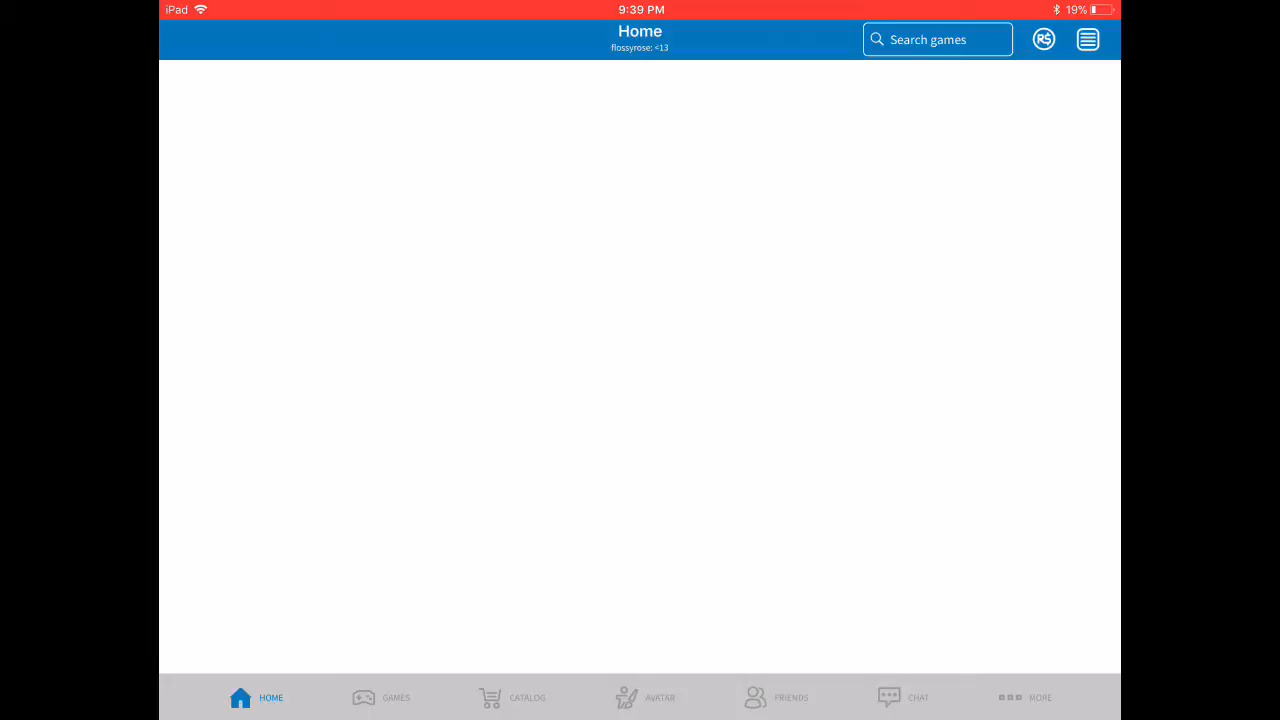 iPad 9:39 PM 19%
Home
flossyrose: <13
Search games
R$
HOME GAMES CATALOG AVATAR FRIENDS CHAT MORE